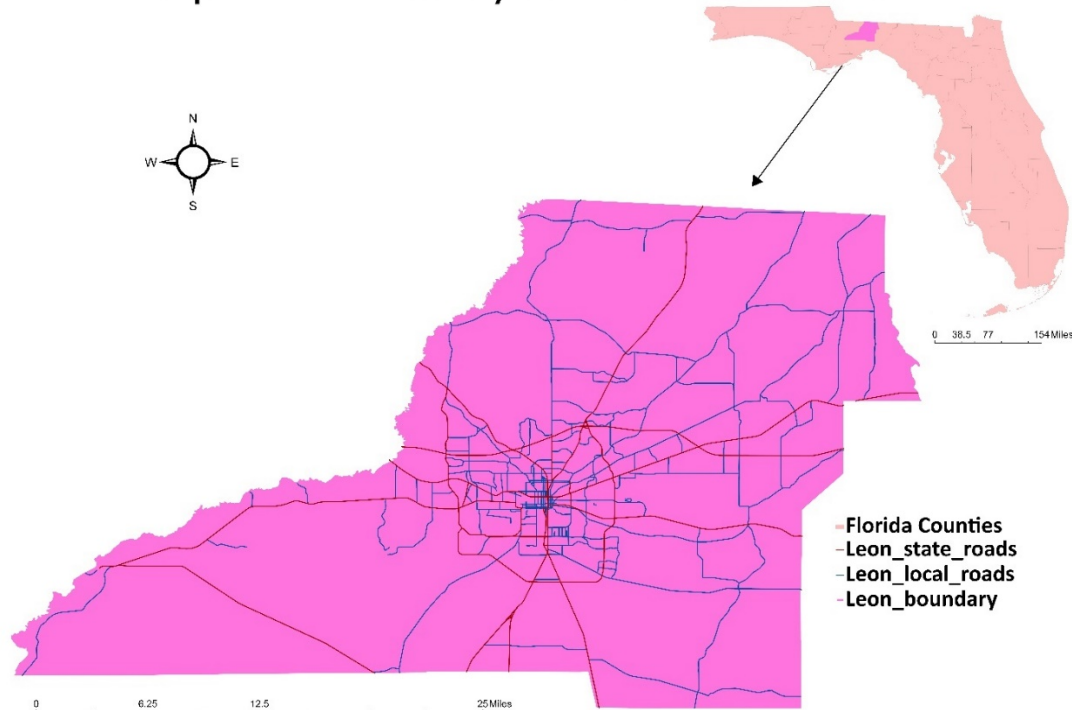 N
W E
S
0 38.5 77 154 Miles
Florida Counties
Leon_state_roads
Leon_local_roads
Leon_boundary
0 6.25 12.5 25 Miles